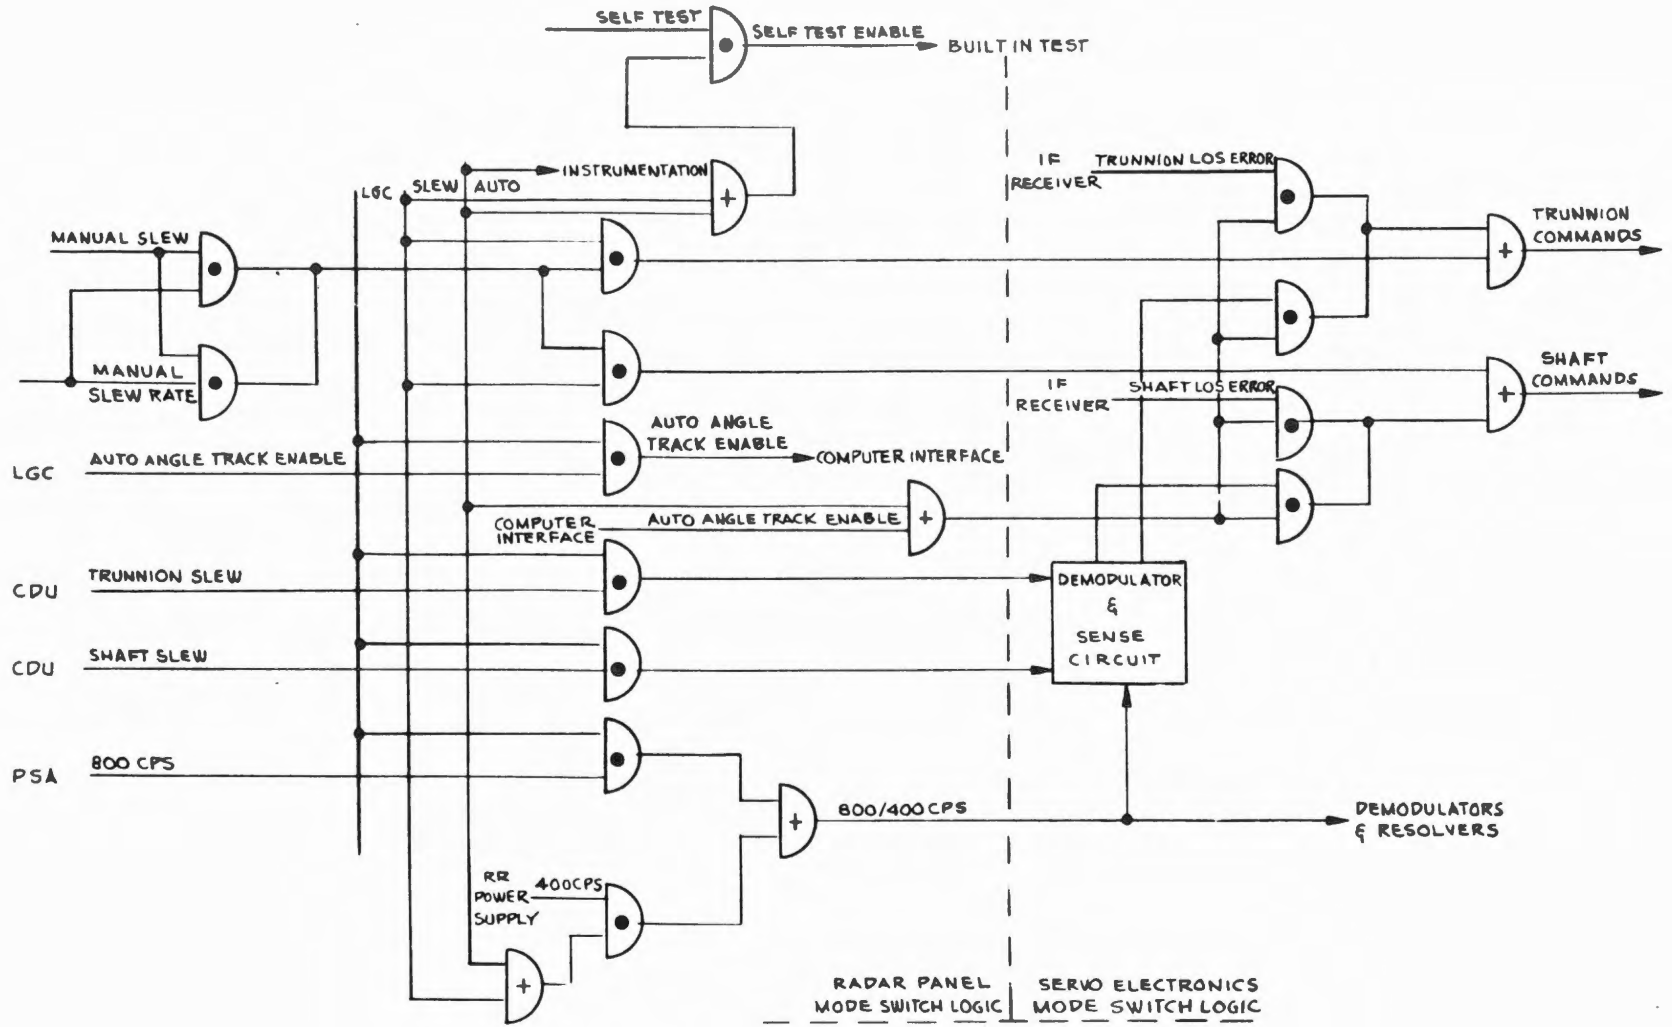 SELF TEST
SELF TEST ENABLE
BUILT IN TEST
INSTRUMENTATION
LGC
SLEW
AUTO
+
IF
RECEIVER
TRUNNION LOS ERROR
TRUNNION
COMMANDS
+
MANUAL SLEW
MANUAL
SLEW RATE
SHAFT
COMMANDS
+
IF
RECEIVER
SHAFT LOS ERROR
LGC
AUTO ANGLE TRACK ENABLE
AUTO ANGLE
TRACK ENABLE
COMPUTER INTERFACE
COMPUTER
INTERFACE
AUTO ANGLE TRACK ENABLE
+
CDU
TRUNNION SLEW
DEMODULATOR
&
SENSE
CIRCUIT
CDU
SHAFT SLEW
PSA
800 CPS
+
800/400 CPS
DEMODULATORS
& RESOLVERS
RR
POWER
SUPPLY
400CPS
+
RADAR PANEL
MODE SWITCH LOGIC
SERVO ELECTRONICS
MODE SWITCH LOGIC